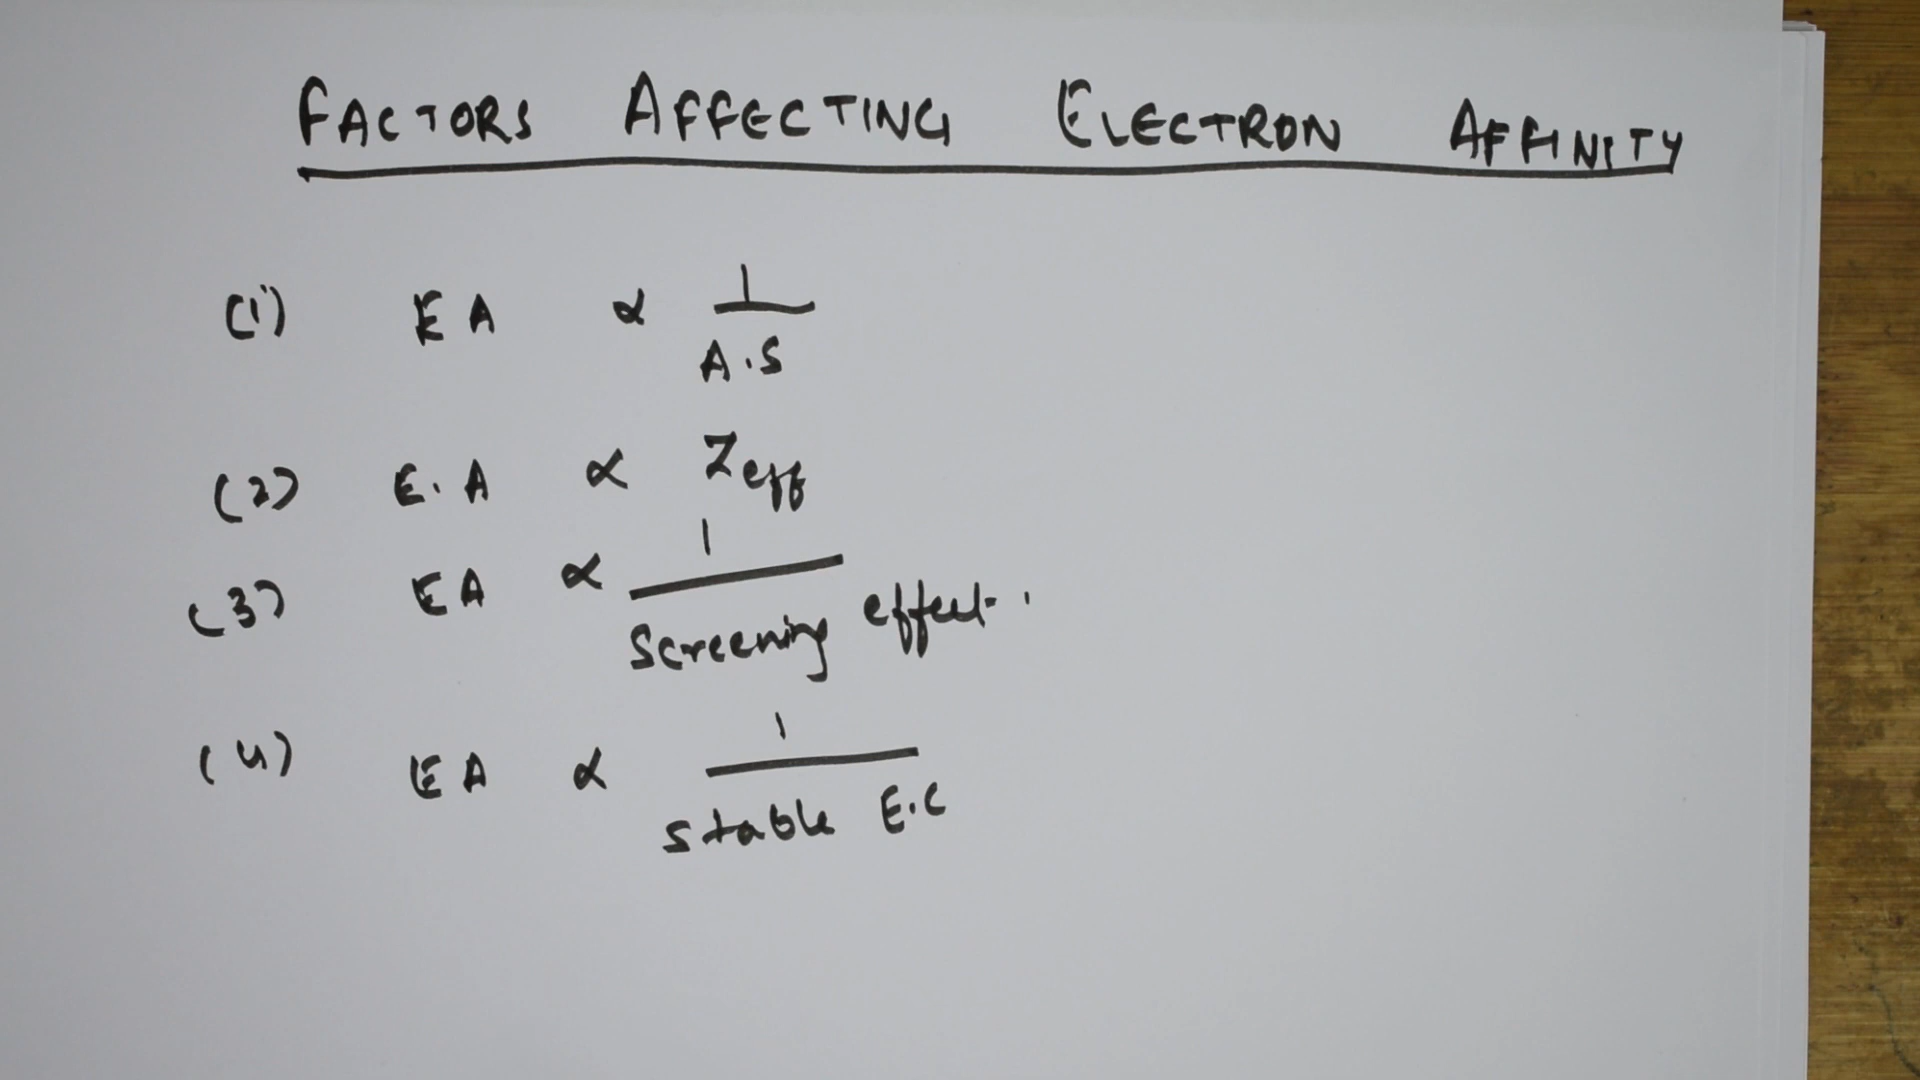 FACTORS AFFECTING ELECTRON AFFINITY
(1) EA ∝ 1
A.S
(2) E.A ∝ Zeff
(3) EA ∝ 1
Screening effect.
(4) EA ∝ 1
stable E.C